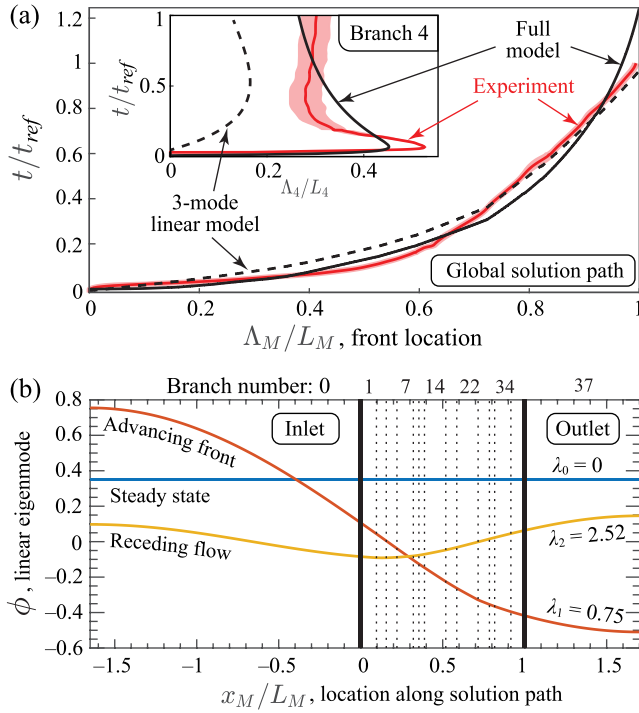 (a)
1.2
1
0.8
0.6
0.4
0.2
0
t/t_ref
0
0.2
0.4
0.6
0.8
1
Λ_M/L_M, front location
Branch 4
1
0.5
0
t/t_ref
0
0.4
Λ_4/L_4
Full
model
Experiment
3-mode
linear model
Global solution path
(b)
Branch number: 0 1 7 14 22 34 37
0.8
0.6
0.4
0.2
0
−0.2
−0.4
−0.6
ϕ, linear eigenmode
Advancing front
Inlet
Outlet
Steady state
λ_0 = 0
Receding flow
λ_2 = 2.52
λ_1 = 0.75
−1.5
−1
−0.5
0
0.5
1
1.5
x_M/L_M, location along solution path